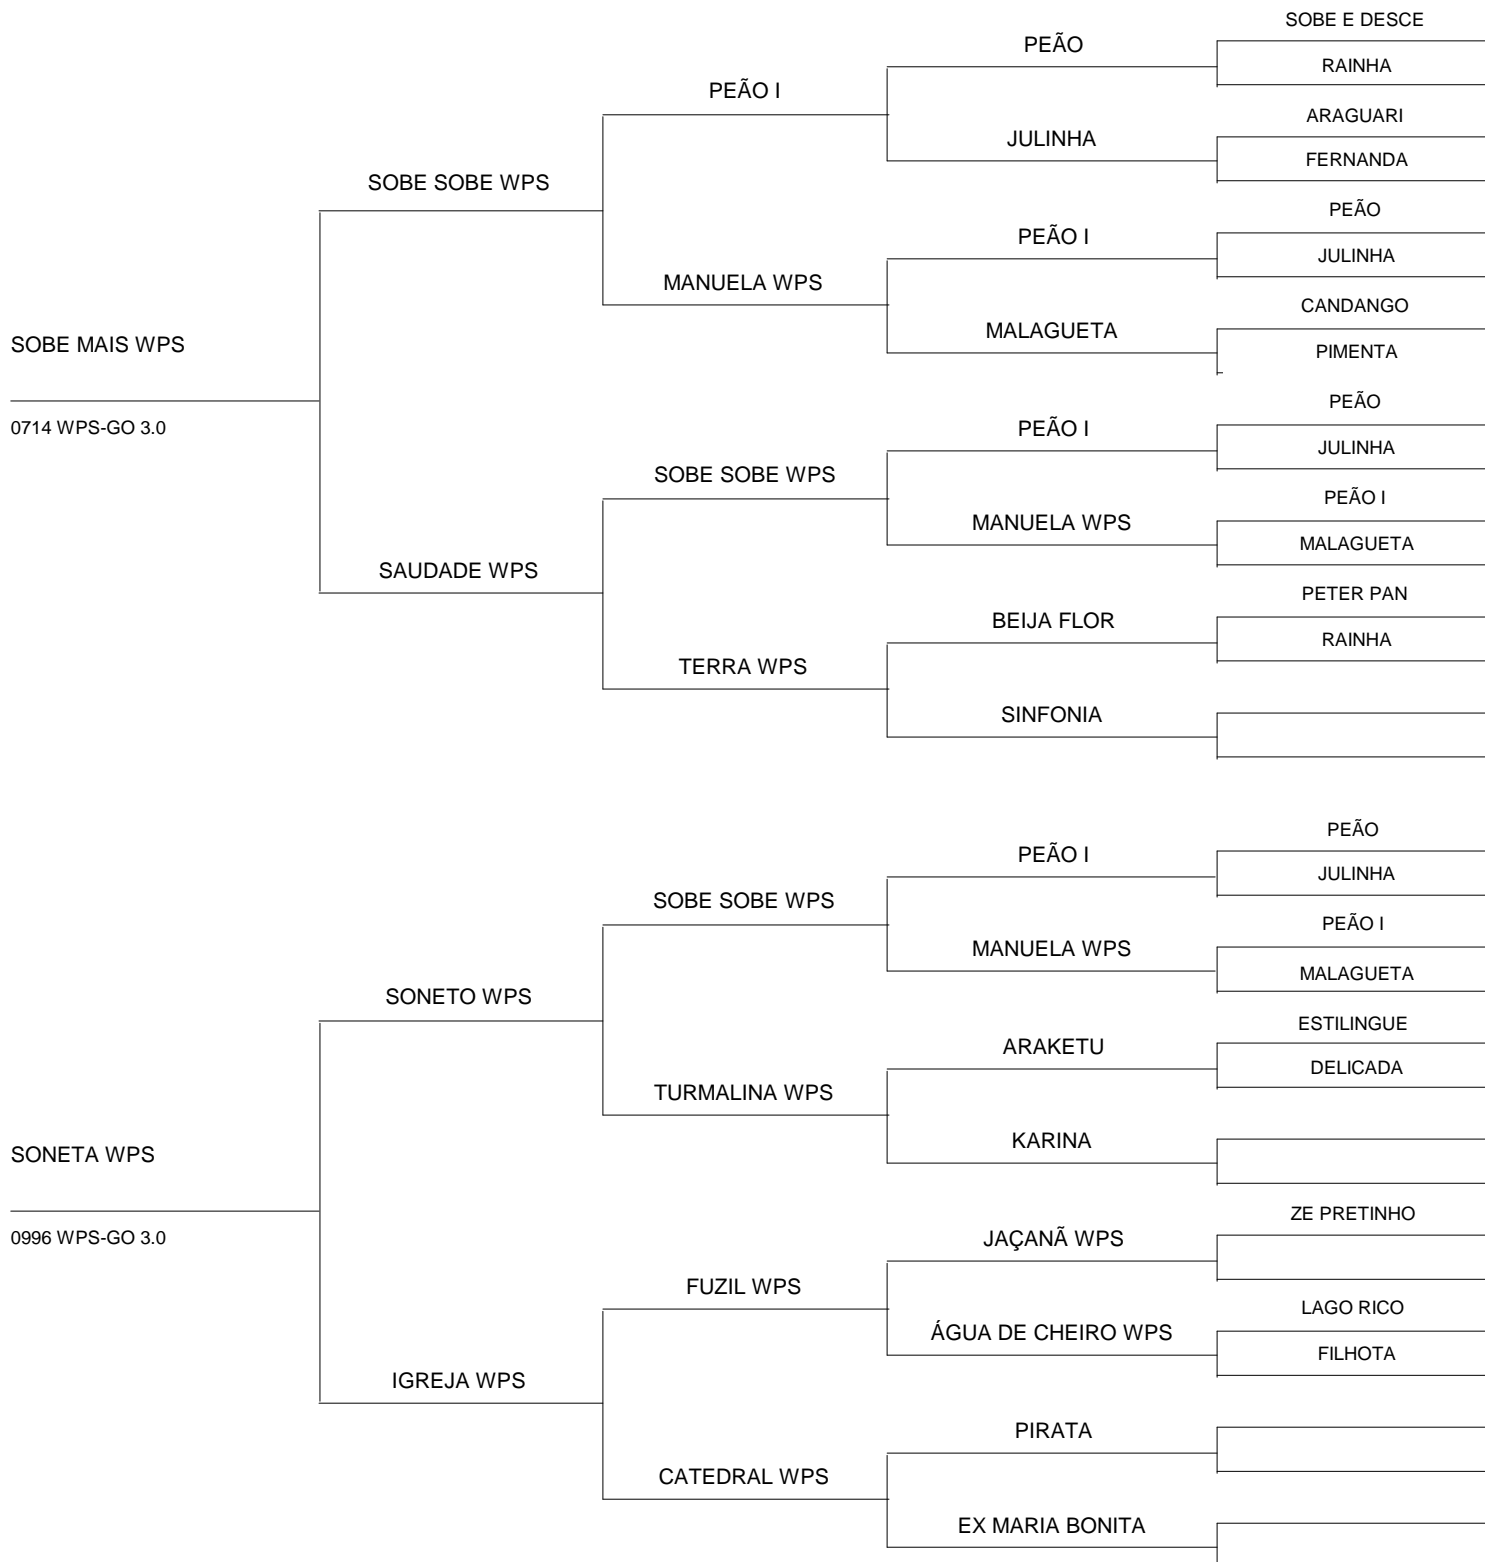 SOBE E DESCE
PEÃO
RAINHA
PEÃO I
ARAGUARI
JULINHA
FERNANDA
SOBE SOBE WPS
PEÃO
PEÃO I
JULINHA
MANUELA WPS
CANDANGO
MALAGUETA
SOBE MAIS WPS
PIMENTA
PEÃO
0714 WPS-GO 3.0
PEÃO I
JULINHA
SOBE SOBE WPS
PEÃO I
MANUELA WPS
MALAGUETA
SAUDADE WPS
PETER PAN
BEIJA FLOR
RAINHA
TERRA WPS
SINFONIA
PEÃO
PEÃO I
JULINHA
SOBE SOBE WPS
PEÃO I
MANUELA WPS
MALAGUETA
SONETO WPS
ESTILINGUE
ARAKETU
DELICADA
TURMALINA WPS
KARINA
SONETA WPS
ZE PRETINHO
0996 WPS-GO 3.0
JAÇANÃ WPS
FUZIL WPS
LAGO RICO
ÁGUA DE CHEIRO WPS
FILHOTA
IGREJA WPS
PIRATA
CATEDRAL WPS
EX MARIA BONITA